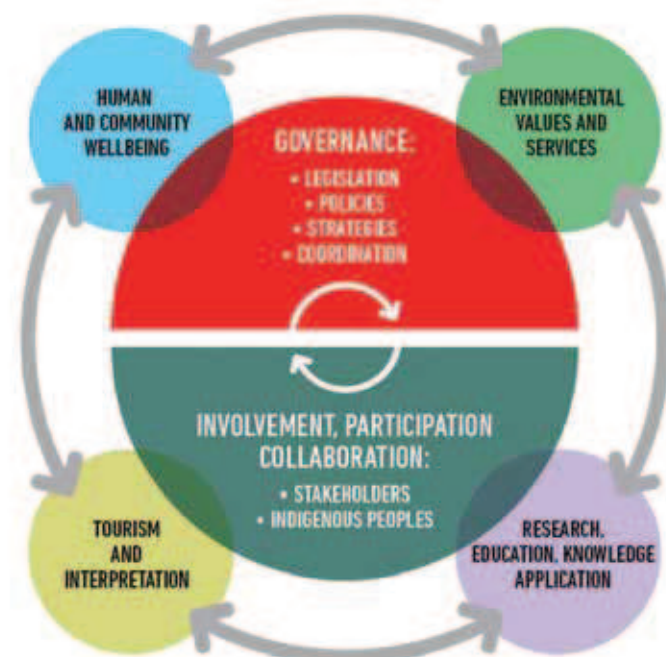 HUMAN
AND COMMUNITY
WELLBEING
ENVIRONMENTAL
VALUES AND
SERVICES
GOVERNANCE:
• LEGISLATION
• POLICIES
• STRATEGIES
• COORDINATION
INVOLVEMENT, PARTICIPATION
COLLABORATION:
• STAKEHOLDERS
• INDIGENOUS PEOPLES
TOURISM
AND
INTERPRETATION
RESEARCH,
EDUCATION, KNOWLEDGE
APPLICATION